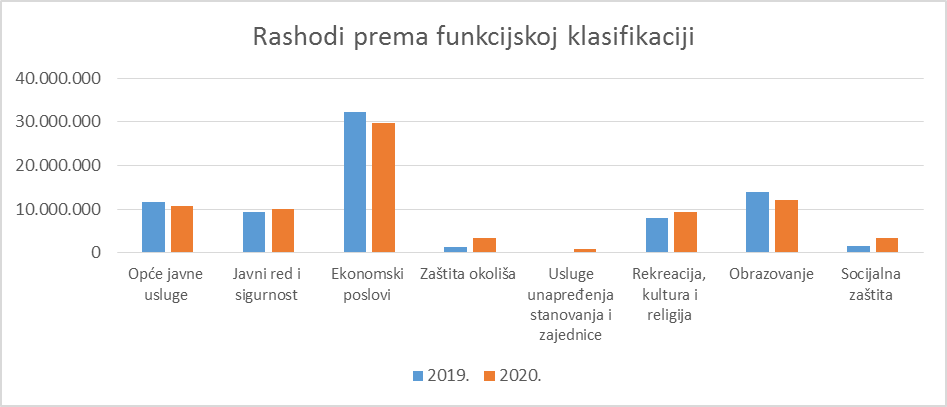 Rashodi prema funkcijskoj klasifikaciji
40.000.000
30.000.000
20.000.000
10.000.000
0
Opće javne
usluge
Javni red i
sigurnost
Ekonomski
poslovi
Zaštita okoliša
Usluge
unapređenja
stanovanja i
zajednice
Rekreacija,
kultura i
religija
Obrazovanje
Socijalna
zaštita
2019.
2020.